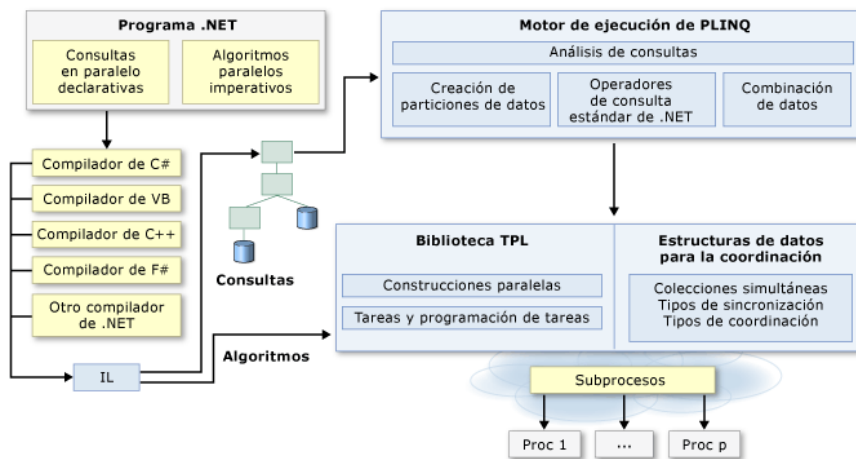 Programa .NET
Consultas
en paralelo
declarativas
Algoritmos
paralelos
imperativos
Compilador de C#
Compilador de VB
Compilador de C++
Compilador de F#
Otro compilador
de .NET
IL
Consultas
Algoritmos
Motor de ejecución de PLINQ
Análisis de consultas
Creación de
particiones de datos
Operadores
de consulta
estándar de .NET
Combinación
de datos
Biblioteca TPL
Construcciones paralelas
Tareas y programación de tareas
Estructuras de datos
para la coordinación
Colecciones simultáneas
Tipos de sincronización
Tipos de coordinación
Subprocesos
Proc 1
...
Proc p